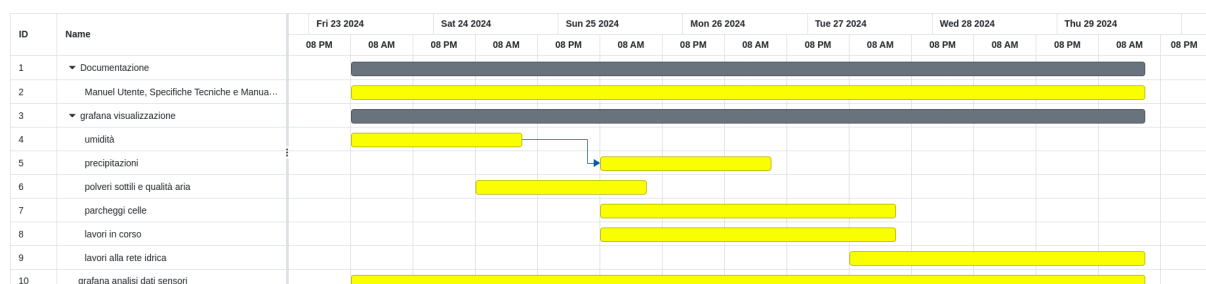 ID Name Fri 23 2024 Sat 24 2024 Sun 25 2024 Mon 26 2024 Tue 27 2024 Wed 28 2024 Thu 29 2024
08 PM 08 AM 08 PM 08 AM 08 PM 08 AM 08 PM 08 AM 08 PM 08 AM 08 PM 08 AM 08 PM 08 AM 08 PM
1 Documentazione
2 Manuel Utente, Specifiche Tecniche e Manua...
3 grafana visualizzazione
4 umidità
5 precipitazioni
6 polveri sottili e qualità aria
7 parcheggi celle
8 lavori in corso
9 lavori alla rete idrica
10 grafana analisi dati sensori